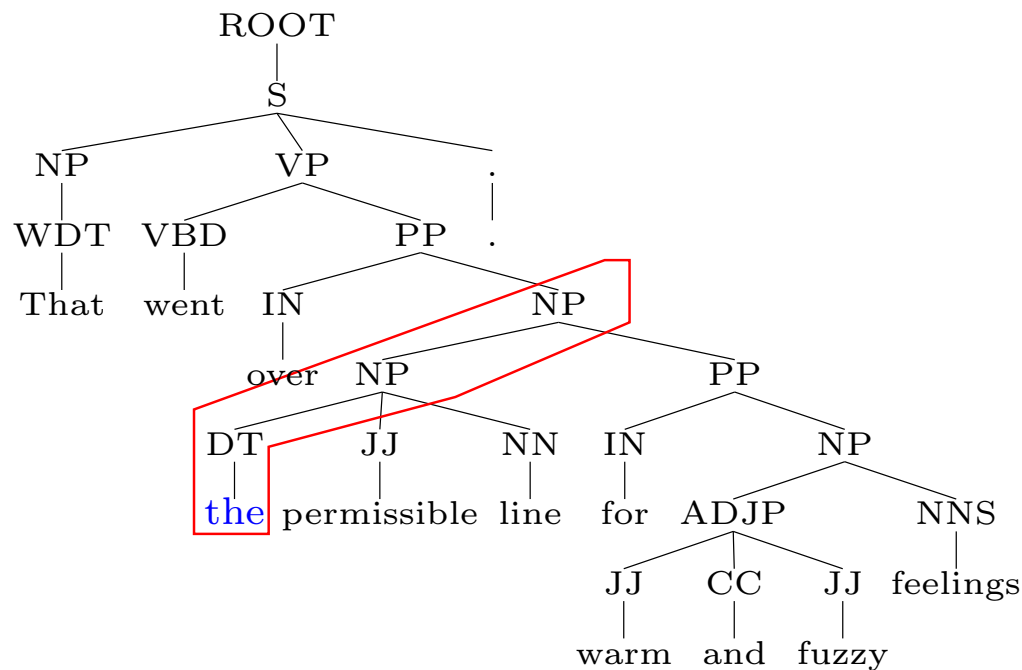 ROOT
S
NP VP .
WDT VBD PP .
That went IN NP
over NP PP
DT JJ NN IN NP
the permissible line for ADJP NNS
JJ CC JJ feelings
warm and fuzzy